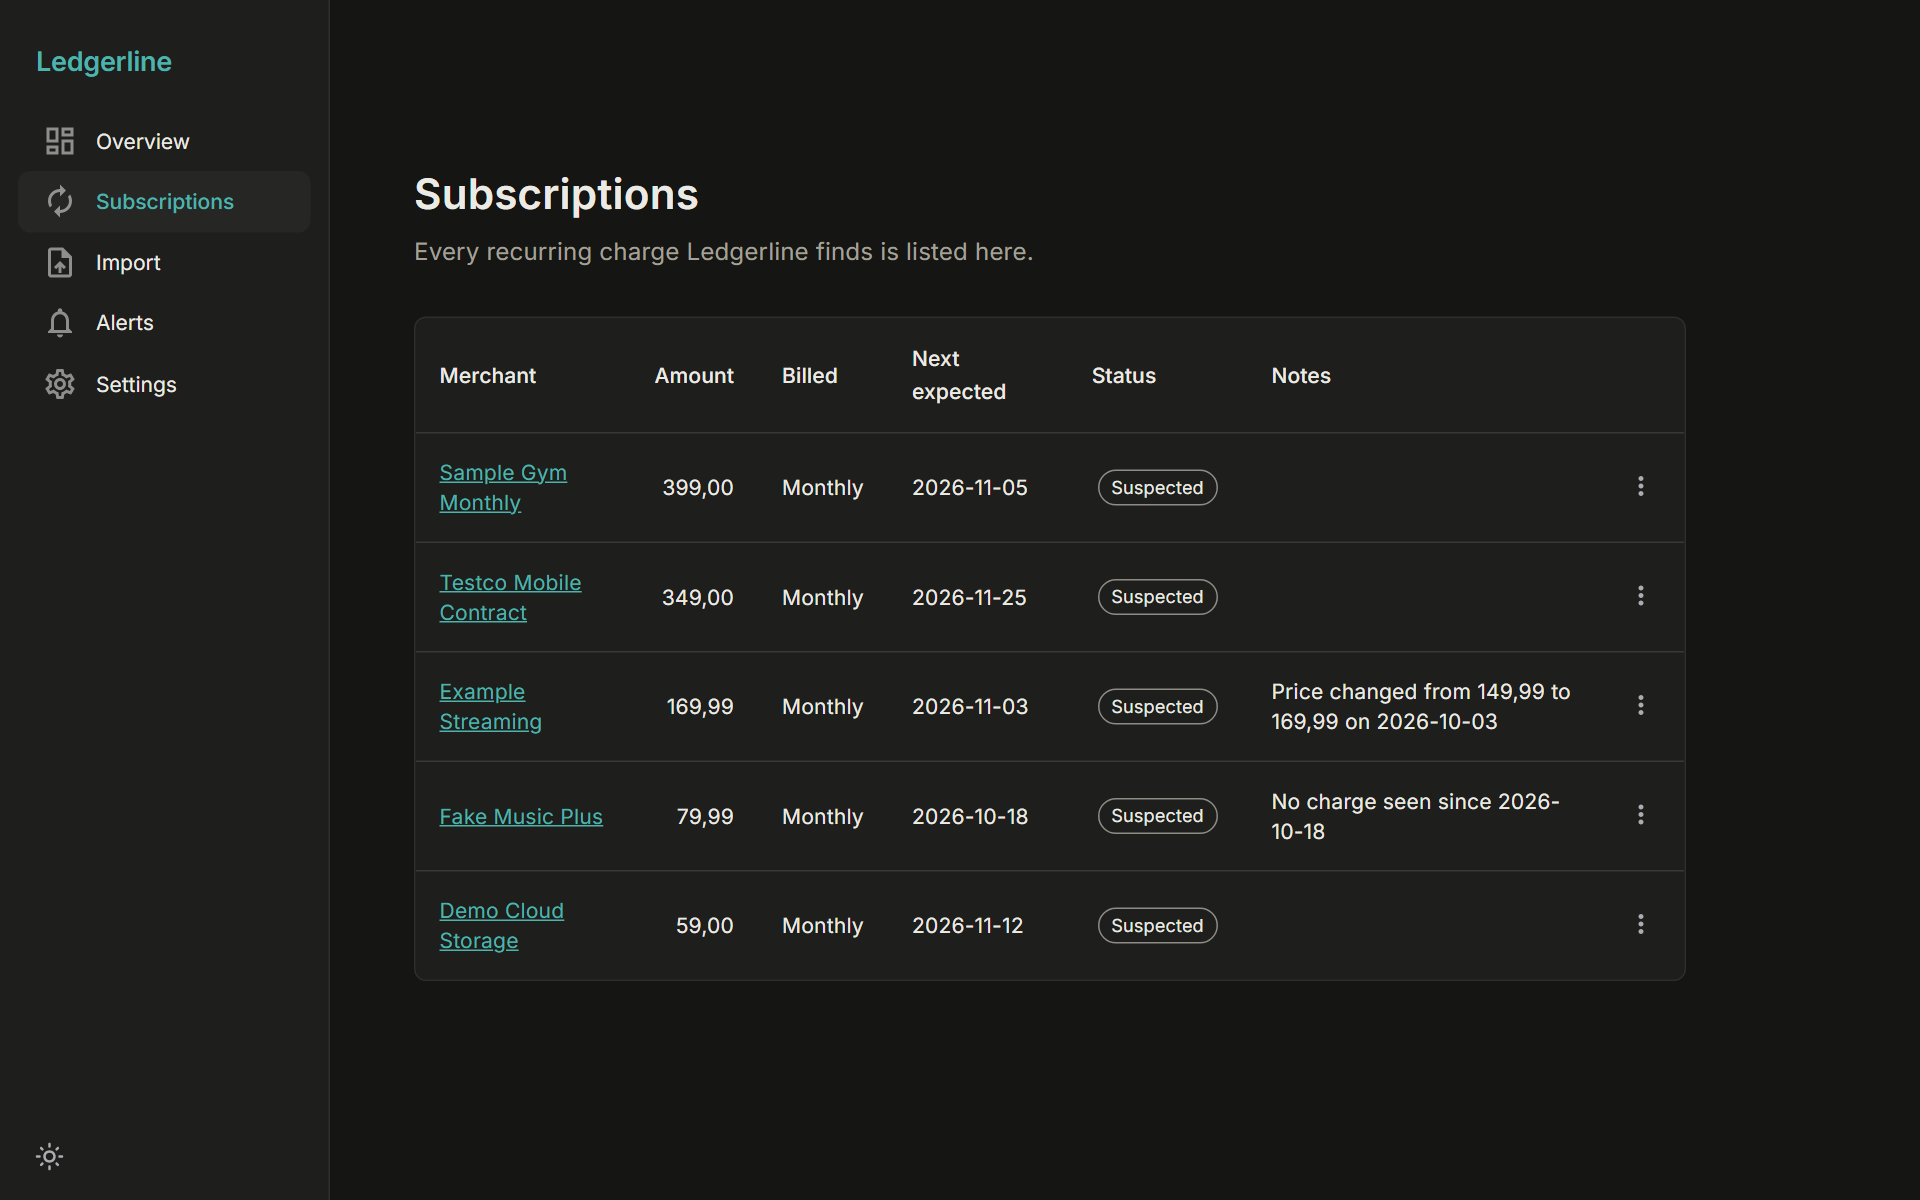 Ledgerline
Overview
Subscriptions
Import
Alerts
Settings
Subscriptions
Every recurring charge Ledgerline finds is listed here.
Merchant Amount Billed Next expected Status Notes
Sample Gym Monthly 399,00 Monthly 2026-11-05 Suspected
Testco Mobile Contract 349,00 Monthly 2026-11-25 Suspected
Example Streaming 169,99 Monthly 2026-11-03 Suspected Price changed from 149,99 to 169,99 on 2026-10-03
Fake Music Plus 79,99 Monthly 2026-10-18 Suspected No charge seen since 2026-10-18
Demo Cloud Storage 59,00 Monthly 2026-11-12 Suspected